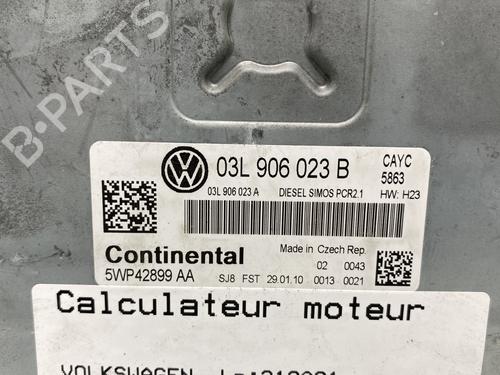 B-PARTS
03L 906 023 B
CAYC
5863
03L 906 023 A DIESEL SIMOS PCR2.1 HW: H23
Continental
Made in Czech Rep.
02 0043
5WP42899 AA SJ8 FST 29.01.10 0013 0021
Calculateur moteur